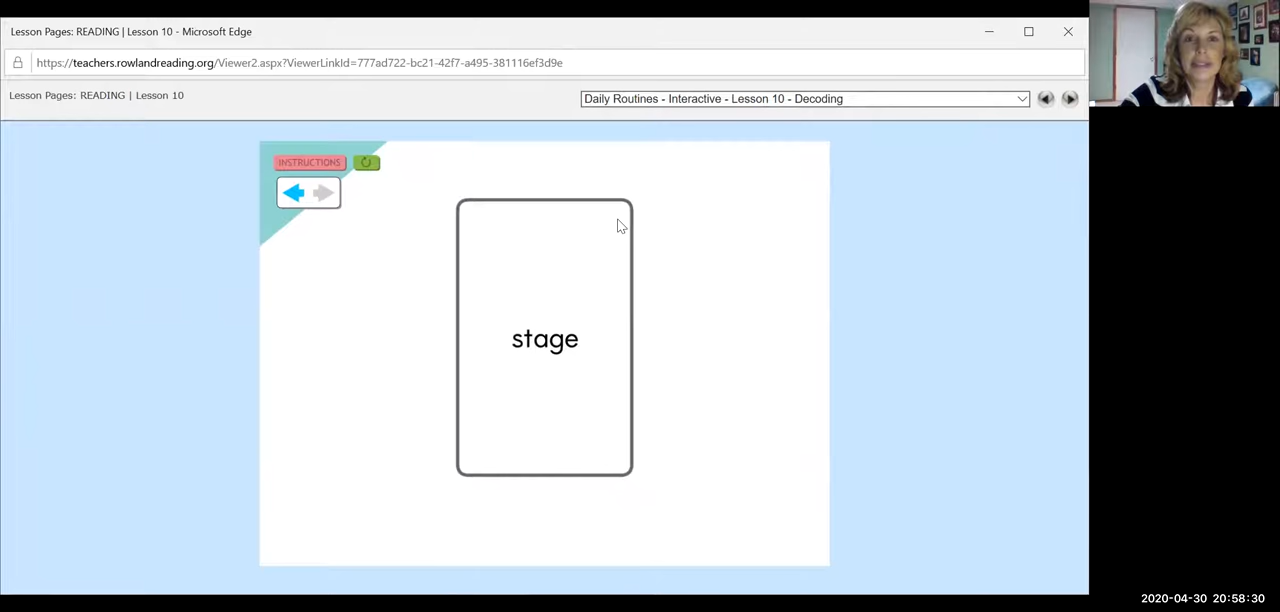 Lesson Pages: READING | Lesson 10 - Microsoft Edge
https://teachers.rowlandreading.org/Viewer2.aspx?ViewerLinkId=777ad722-bc21-42f7-a495-381116ef3d9e
Lesson Pages: READING | Lesson 10
Daily Routines - Interactive - Lesson 10 - Decoding
INSTRUCTIONS
stage
2020-04-30 20:58:30